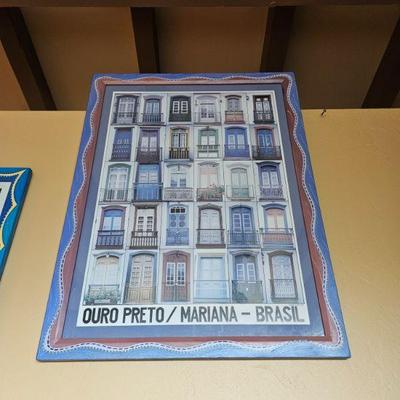 OURO PRETO / MARIANA - BRASIL